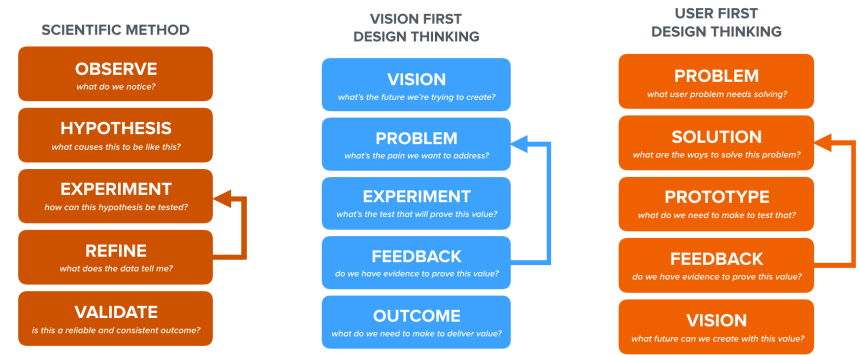 SCIENTIFIC METHOD
OBSERVE
what do we notice?
HYPOTHESIS
what causes this to be like this?
EXPERIMENT
how can this hypothesis be tested?
REFINE
what does the data tell me?
VALIDATE
is this a reliable and consistent outcome?
VISION FIRST
DESIGN THINKING
VISION
what's the future we're trying to create?
PROBLEM
what's the pain we want to address?
EXPERIMENT
what's the test that will prove this value?
FEEDBACK
do we have evidence to prove this value?
OUTCOME
what do we need to make to deliver value?
USER FIRST
DESIGN THINKING
PROBLEM
what user problem needs solving?
SOLUTION
what are the ways to solve this problem?
PROTOTYPE
what do we need to make to test that?
FEEDBACK
do we have evidence to prove this value?
VISION
what future can we create with this value?